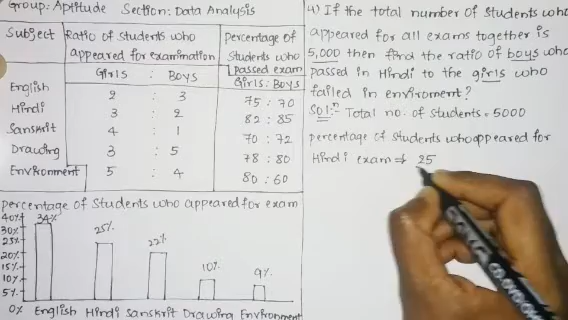 Group: Aptitude Section: Data Analysis
Subject Ratio of Students who appeared for examination percentage of Students who passed exam
Girls : Boys Girls : Boys
English 2 : 3 75 : 70
Hindi 3 : 2 82 : 85
Sanskrit 4 : 1 70 : 72
Drawing 3 : 5 78 : 80
Environment 5 : 4 80 : 60
percentage of Students who appeared for exam
40%
30%
25%
20%
15%
10%
5%
0%
34% 25% 22% 10% 9%
English Hindi Sanskrit Drawing Environment
4) If the total number of Students who
appeared for all exams together is
5,000 then find the ratio of boys who
passed in Hindi to the girls who
failed in enviroment?
Sol:n Total no. of students = 5000
percentage of students who appeared for
Hindi exam ⇒ 25